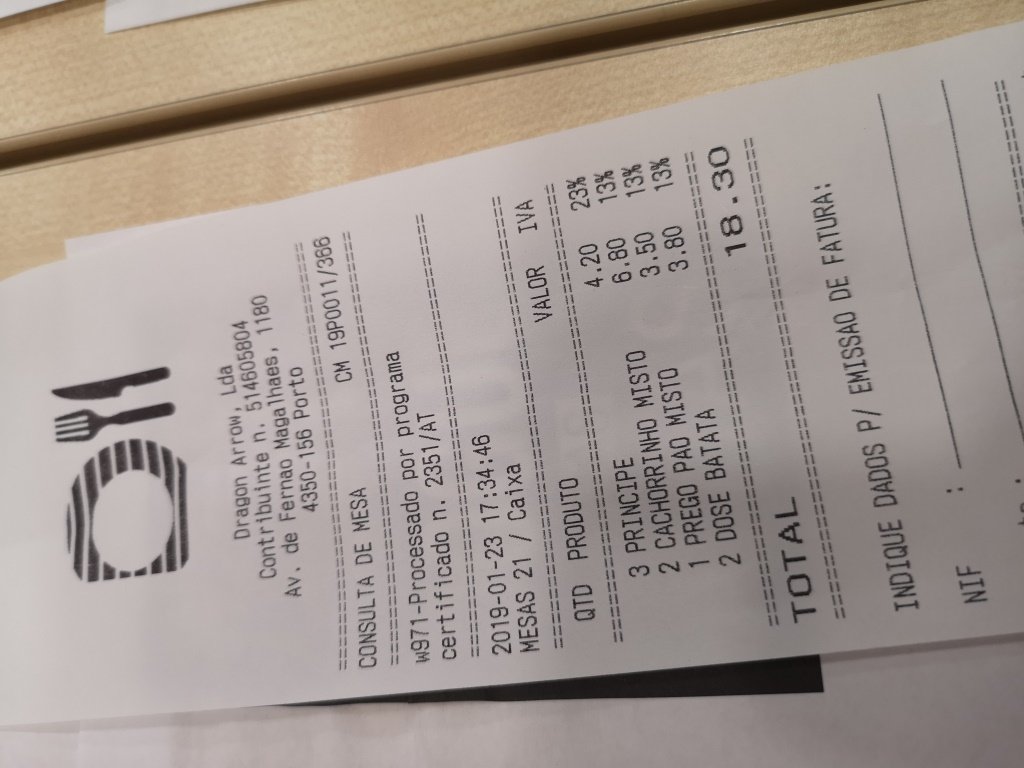 Dragon Arrow, Lda
Contribuinte n. 514605804
Av. de Fernao Magalhaes, 1180
4350-156 Porto
================================
CM 19P0011/366
CONSULTA DE MESA
================================
w971-Processado por programa
certificado n. 2351/AT
================================
2019-01-23 17:34:46
MESAS 21 / Caixa
================================
QTD PRODUTO VALOR IVA
================================
3 PRINCIPE 4.20 23%
2 CACHORRINHO MISTO 6.80 13%
1 PREGO PAO MISTO 3.50 13%
2 DOSE BATATA 3.80 13%
================================
TOTAL 18.30
================================
INDIQUE DADOS P/ EMISSAO DE FATURA:
NIF :